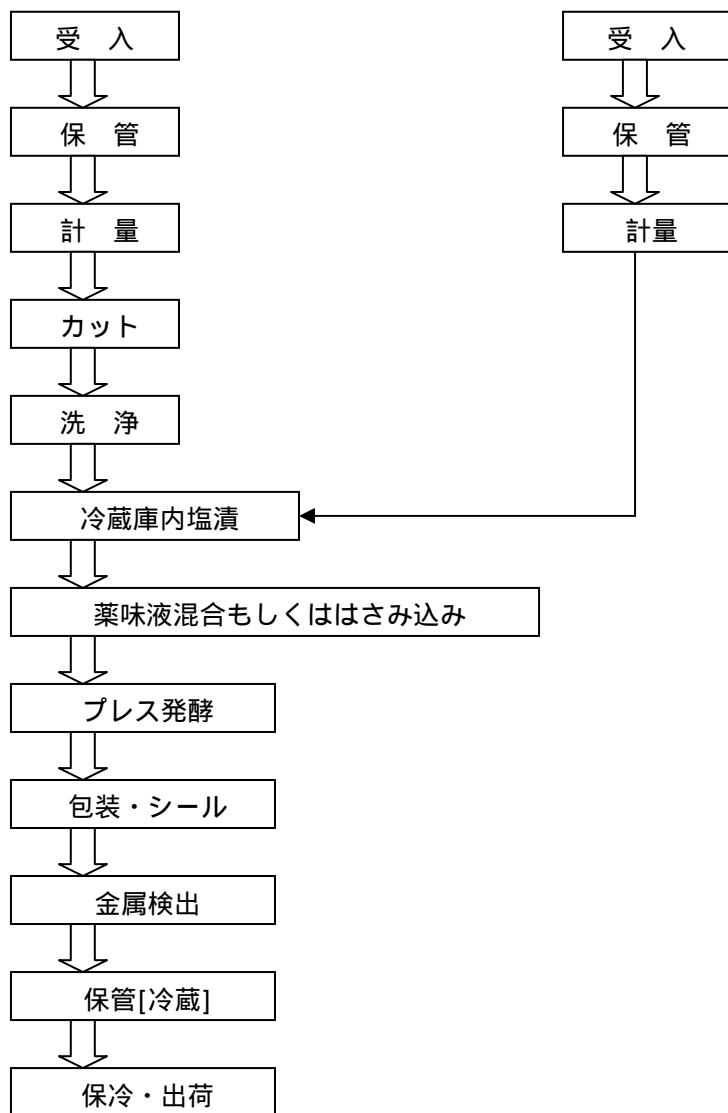 受　入
受　入
保　管
保　管
計　量
計量
カット
洗　浄
冷蔵庫内塩漬
薬味液混合もしくははさみ込み
プレス発酵
包装・シール
金属検出
保管[冷蔵]
保冷・出荷